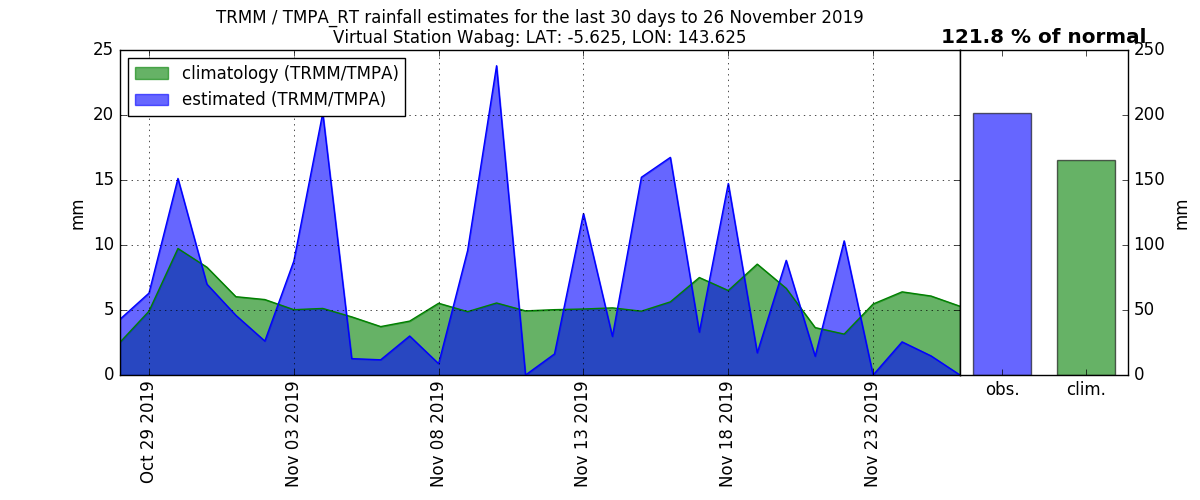 TRMM / TMPA_RT rainfall estimates for the last 30 days to 26 November 2019
Virtual Station Wabag: LAT: -5.625, LON: 143.625
121.8 % of normal
climatology (TRMM/TMPA)
estimated (TRMM/TMPA)
25
20
15
10
5
0
mm
250
200
150
100
50
0
mm
Oct 29 2019
Nov 03 2019
Nov 08 2019
Nov 13 2019
Nov 18 2019
Nov 23 2019
obs.
clim.